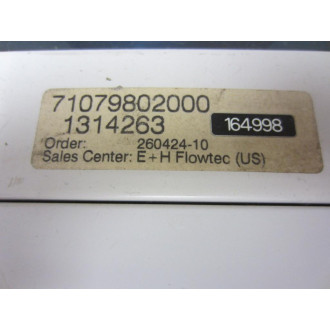 71079802000
1314263 164998
Order: 260424-10
Sales Center: E+H Flowtec (US)